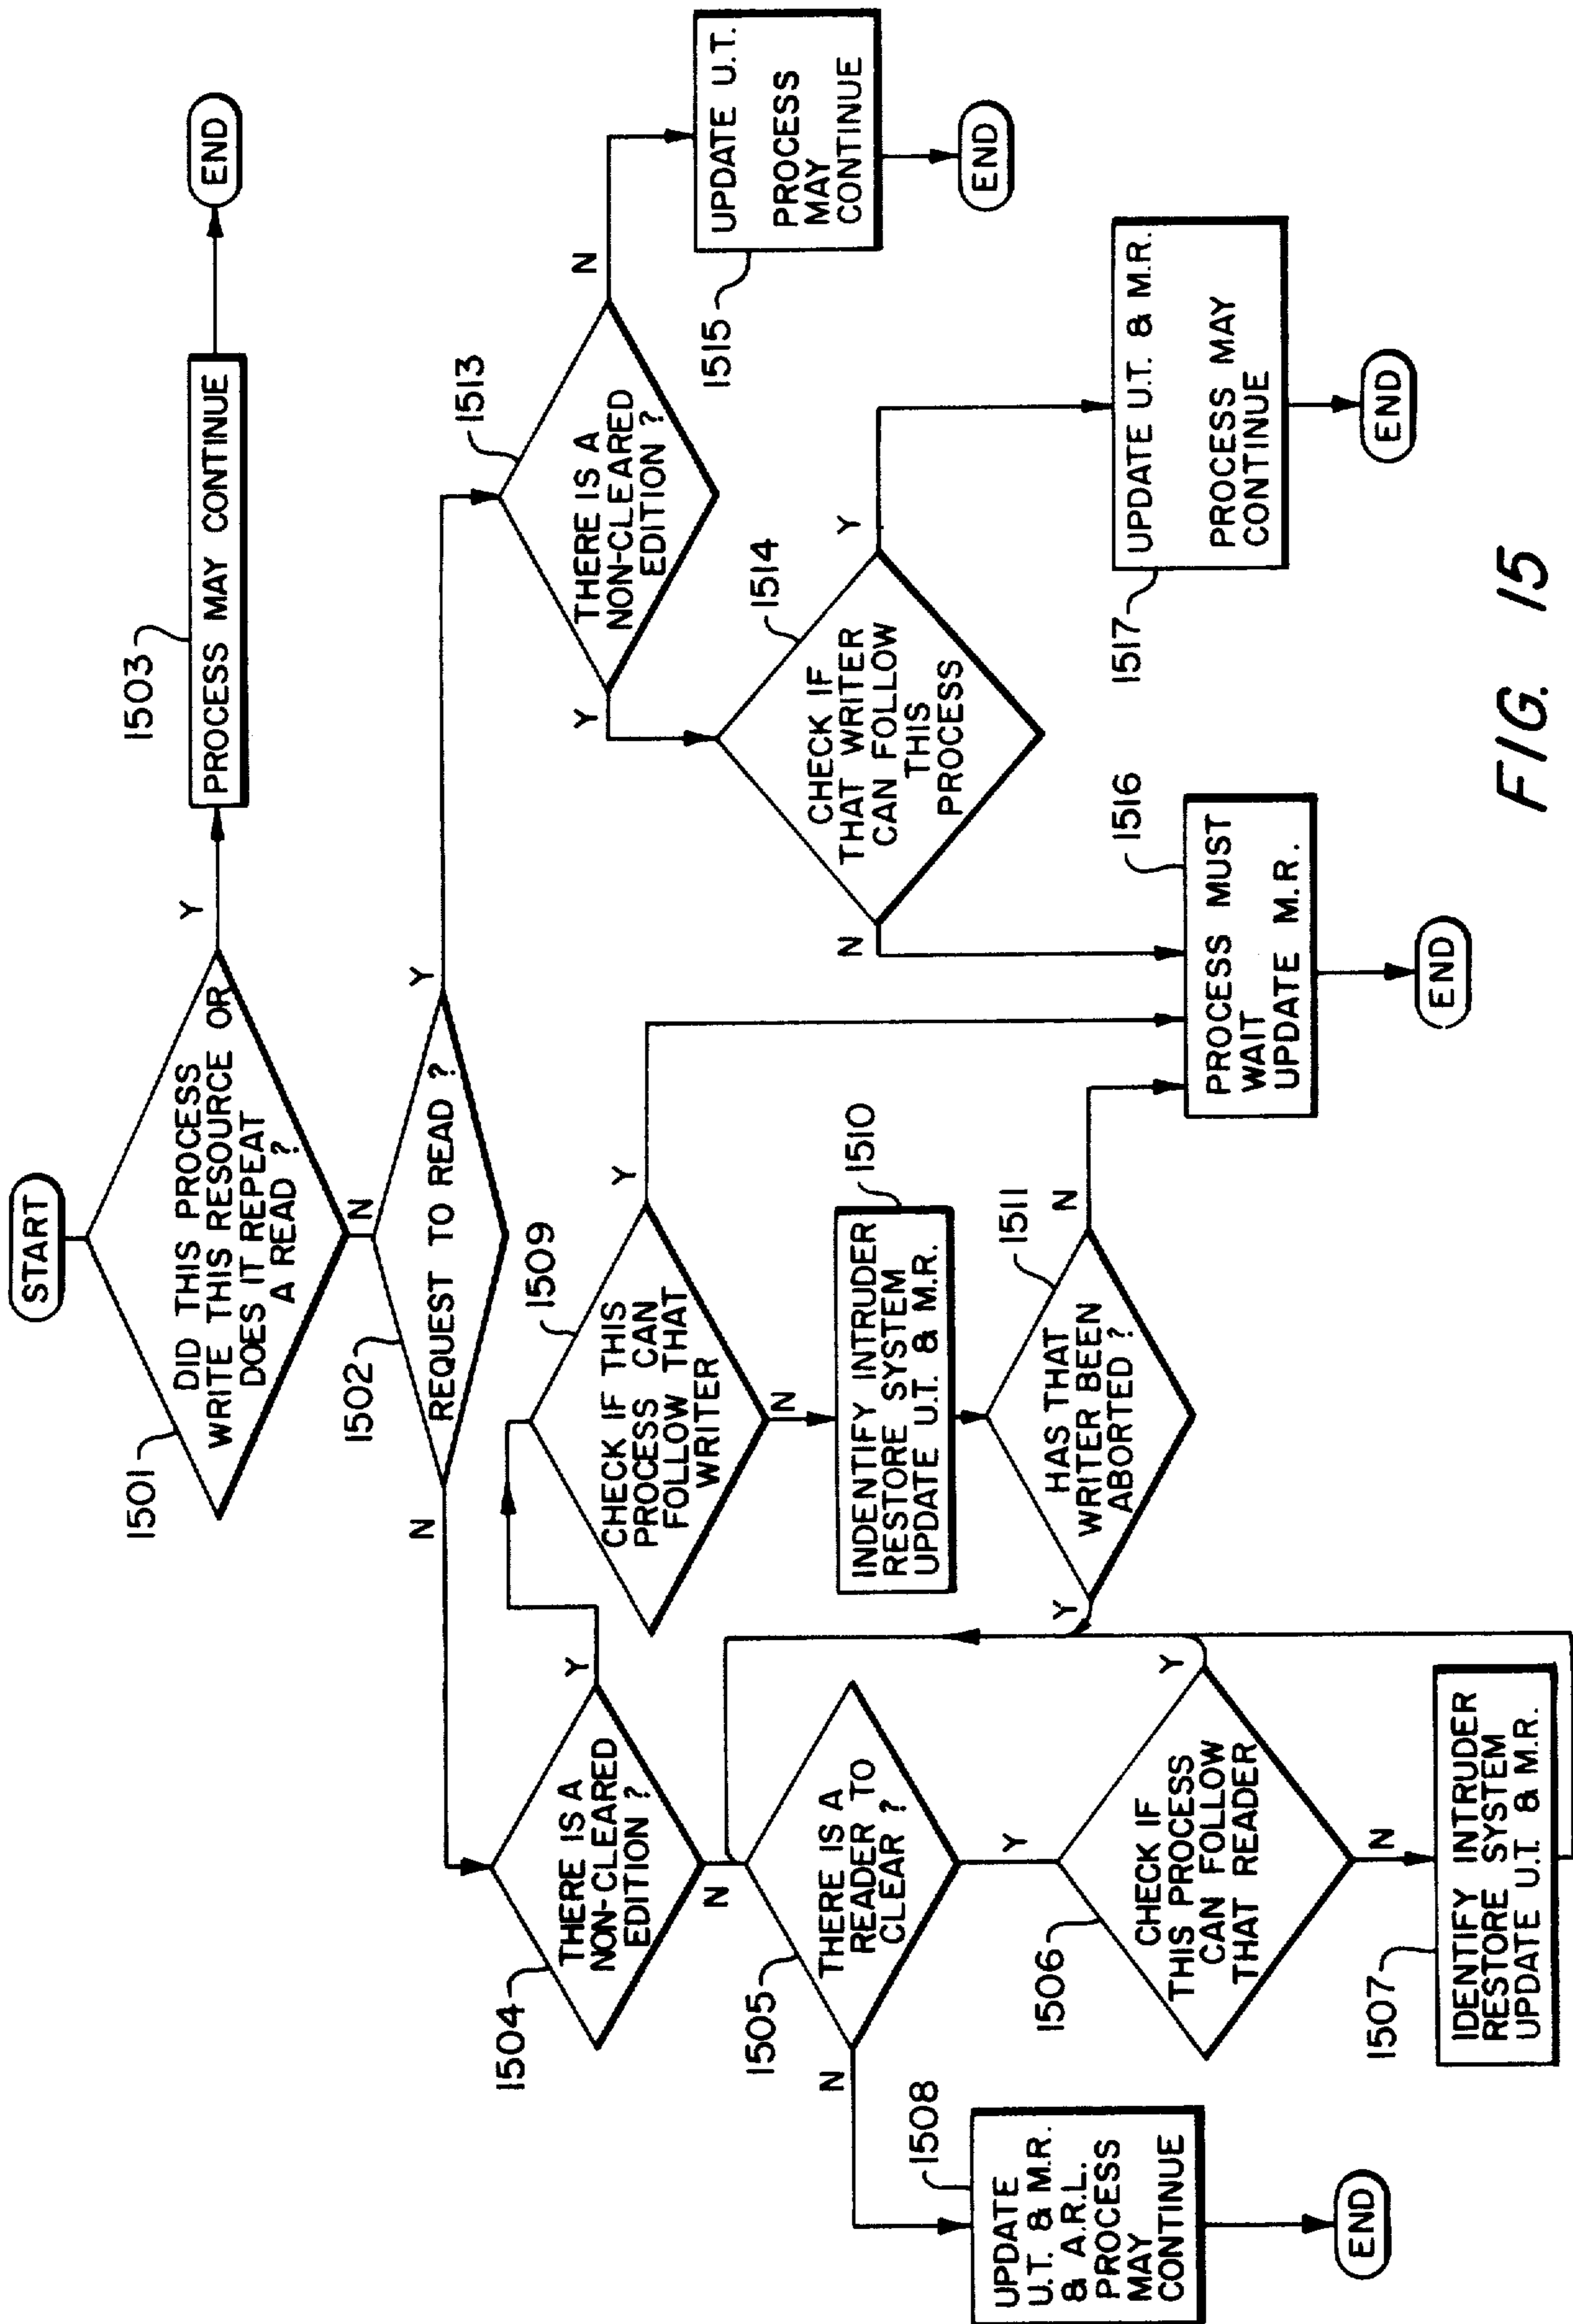 START
1501
DID THIS PROCESS
WRITE THIS RESOURCE OR
DOES IT REPEAT
A READ ?
Y
1503
PROCESS MAY CONTINUE
END
N
1502
REQUEST TO READ ?
N
Y
1504
THERE IS A
NON-CLEARED
EDITION ?
Y
N
1509
CHECK IF THIS
PROCESS CAN
FOLLOW THAT
WRITER
Y
N
1510
INDENTIFY INTRUDER
RESTORE SYSTEM
UPDATE U.T. & M.R.
1511
HAS THAT
WRITER BEEN
ABORTED ?
Y
N
1505
THERE IS A
READER TO
CLEAR ?
N
Y
1506
CHECK IF
THIS PROCESS
CAN FOLLOW
THAT READER
Y
N
1507
IDENTIFY INTRUDER
RESTORE SYSTEM
UPDATE U.T. & M.R.
1508
UPDATE
U.T. & M.R.
& A.R.L.
PROCESS
MAY
CONTINUE
END
1513
THERE IS A
NON-CLEARED
EDITION ?
Y
N
1515
UPDATE U.T.
PROCESS
MAY
CONTINUE
END
1514
CHECK IF
THAT WRITER
CAN FOLLOW
THIS
PROCESS
N
Y
1516
PROCESS MUST
WAIT
UPDATE M.R.
END
1517
UPDATE U.T. & M.R.
PROCESS MAY
CONTINUE
END
FIG. 15